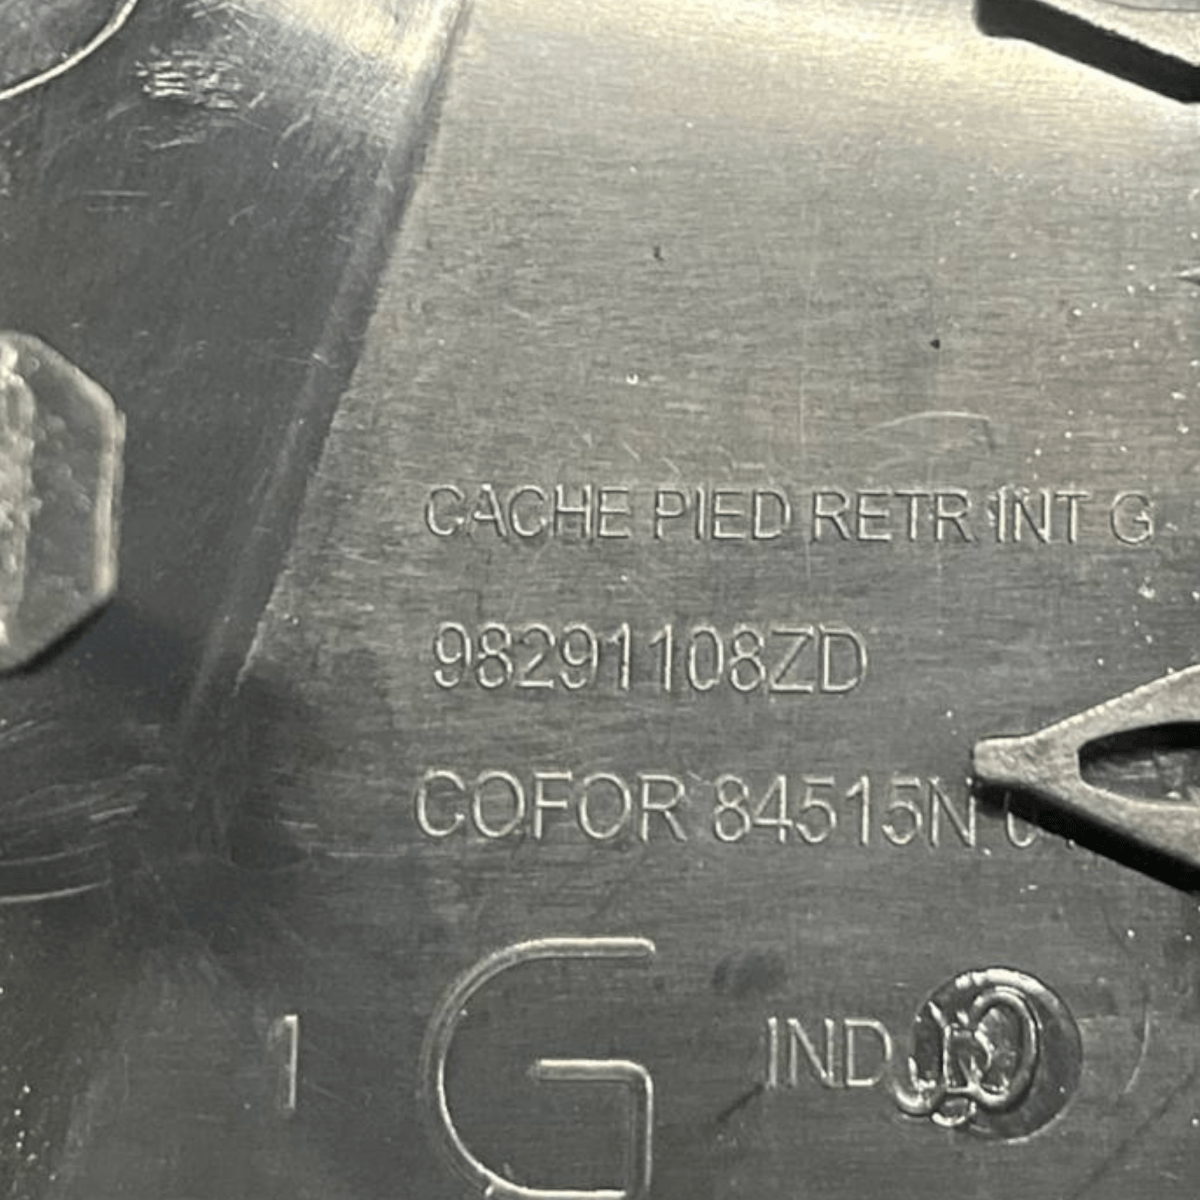 CACHE PIED RETR INT G
98291108ZD
COFOR 84515N
1 G IND